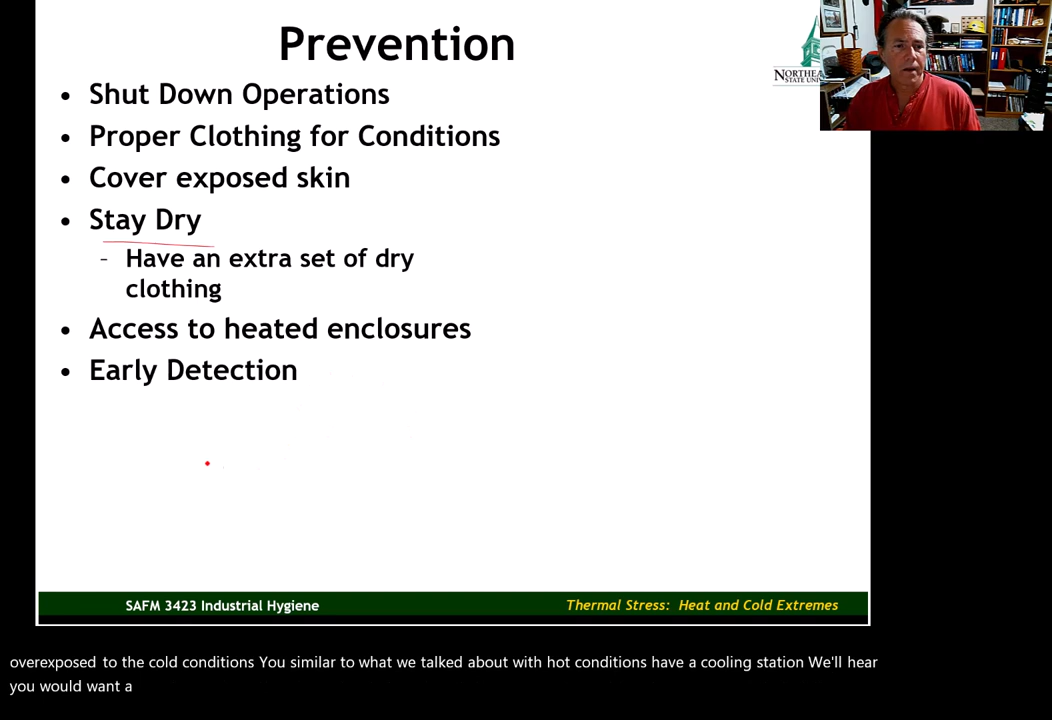 Prevention
• Shut Down Operations
• Proper Clothing for Conditions
• Cover exposed skin
• Stay Dry
– Have an extra set of dry
clothing
• Access to heated enclosures
• Early Detection
SAFM 3423 Industrial Hygiene
Thermal Stress: Heat and Cold Extremes
overexposed to the cold conditions You similar to what we talked about with hot conditions have a cooling station We'll hear
you would want a